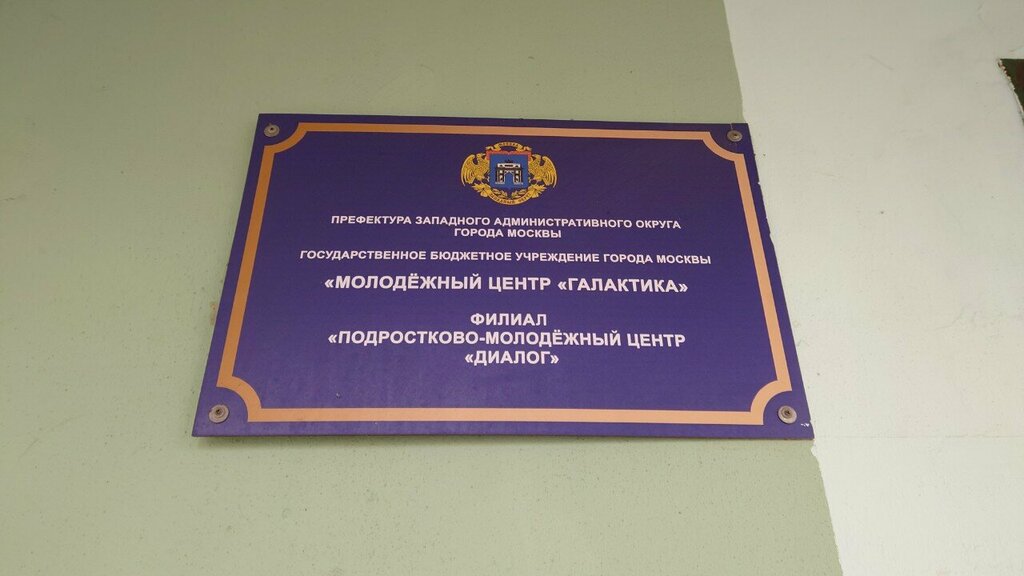 МОСКВА
ПРЕФЕКТУРА ЗАПАДНОГО АДМИНИСТРАТИВНОГО ОКРУГА
ГОРОДА МОСКВЫ
ГОСУДАРСТВЕННОЕ БЮДЖЕТНОЕ УЧРЕЖДЕНИЕ ГОРОДА МОСКВЫ
«МОЛОДЁЖНЫЙ ЦЕНТР «ГАЛАКТИКА»
ФИЛИАЛ
«ПОДРОСТКОВО-МОЛОДЁЖНЫЙ ЦЕНТР
«ДИАЛОГ»